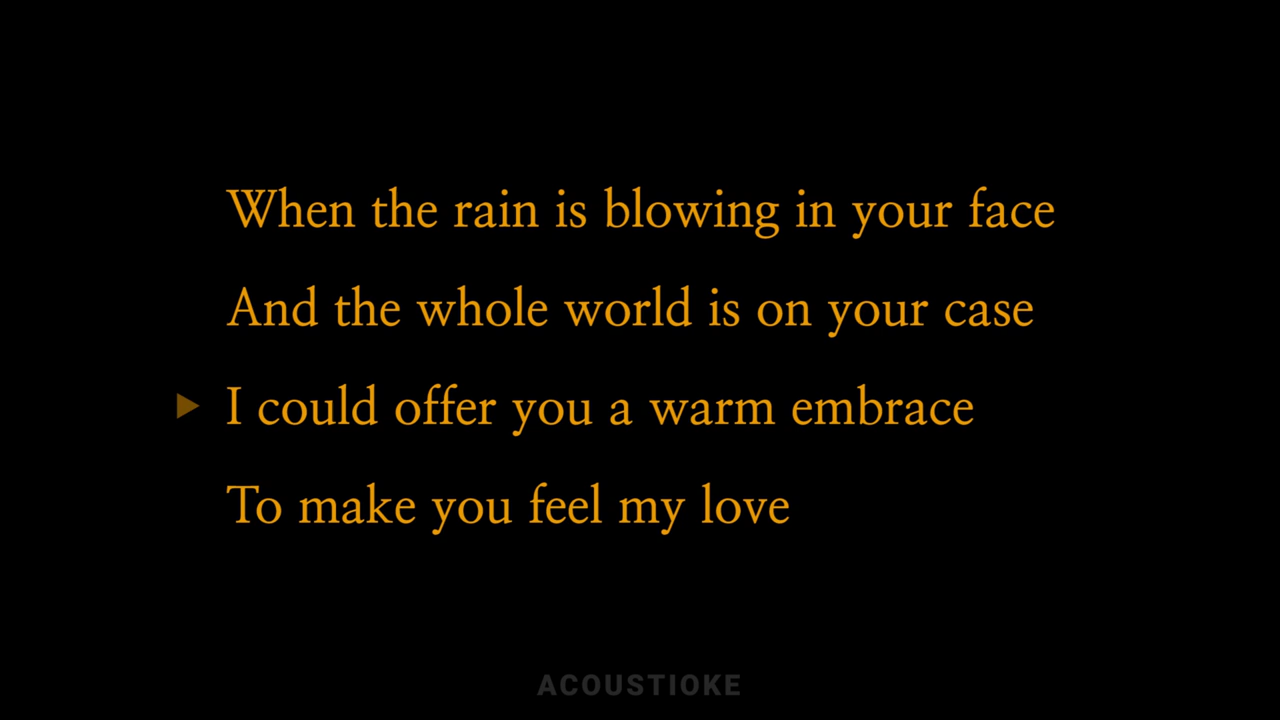 When the rain is blowing in your face
And the whole world is on your case
I could offer you a warm embrace
To make you feel my love
ACOUSTIOKE